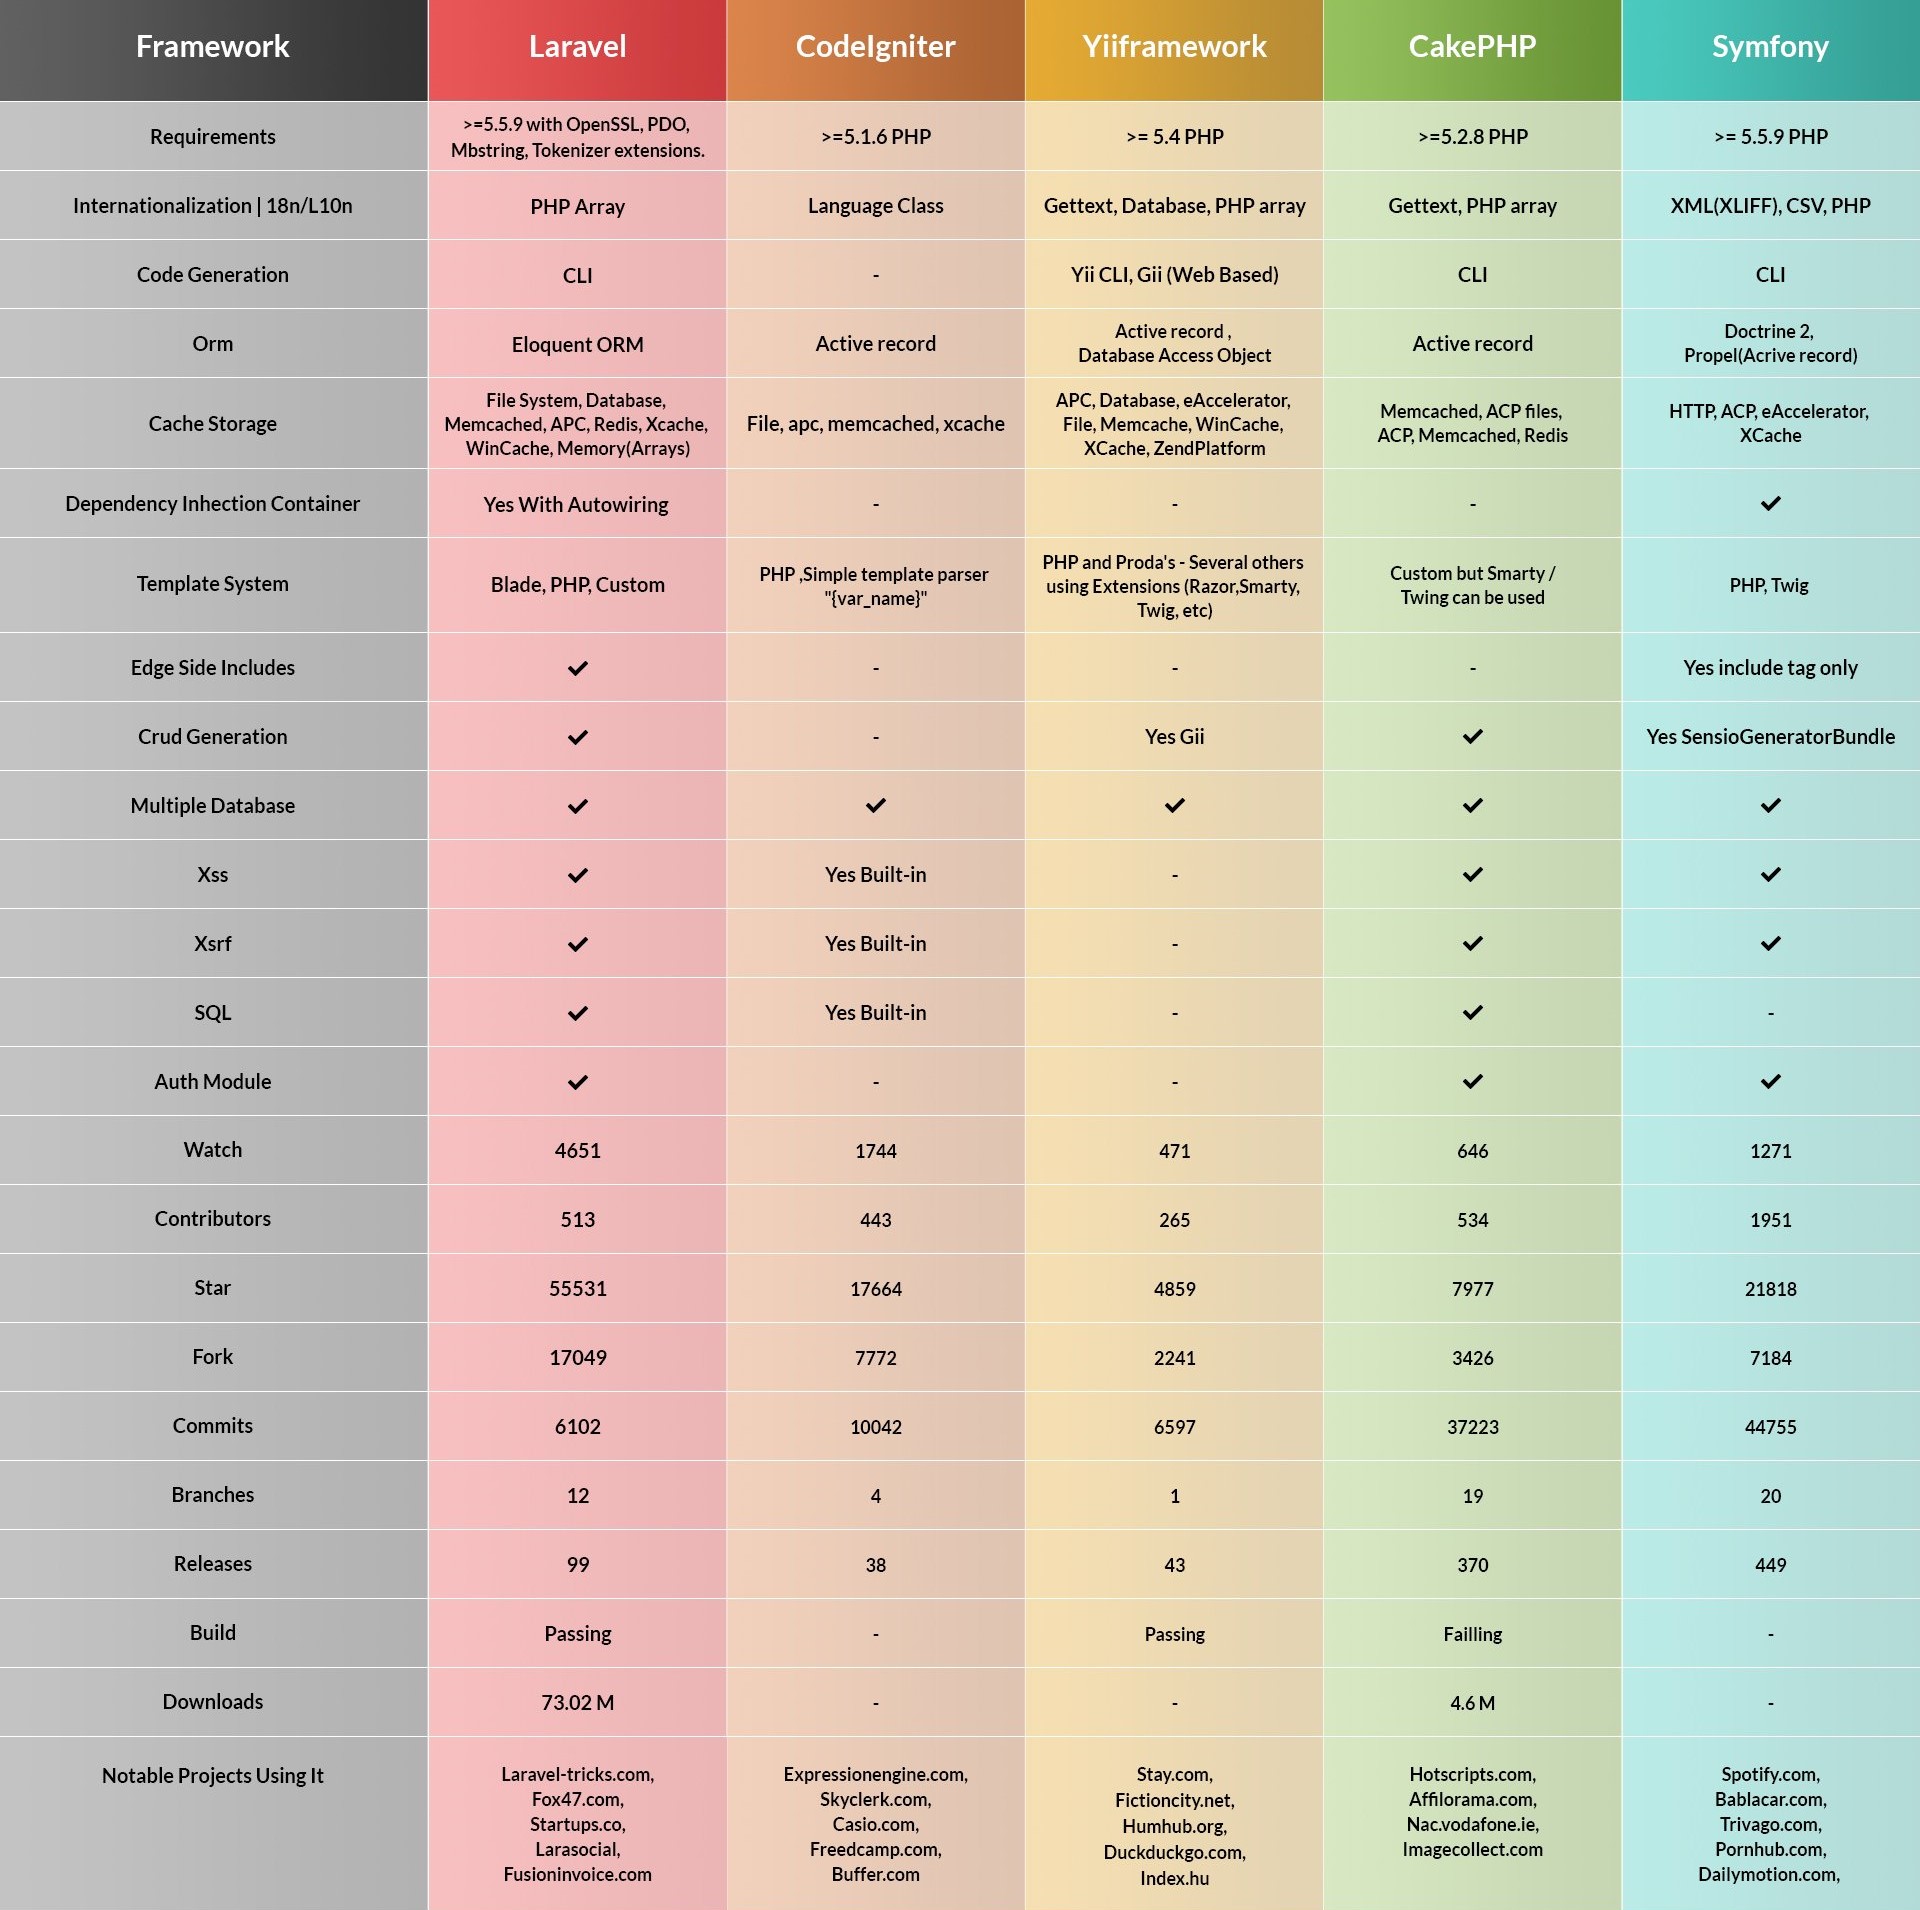 Framework Laravel CodeIgniter Yiiframework CakePHP Symfony
Requirements >=5.5.9 with OpenSSL, PDO, Mbstring, Tokenizer extensions. >=5.1.6 PHP >= 5.4 PHP >=5.2.8 PHP >= 5.5.9 PHP
Internationalization | 18n/L10n PHP Array Language Class Gettext, Database, PHP array Gettext, PHP array XML(XLIFF), CSV, PHP
Code Generation CLI - Yii CLI, Gii (Web Based) CLI CLI
Orm Eloquent ORM Active record Active record , Database Access Object Active record Doctrine 2, Propel(Acrive record)
Cache Storage File System, Database, Memcached, APC, Redis, Xcache, WinCache, Memory(Arrays) File, apc, memcached, xcache APC, Database, eAccelerator, File, Memcache, WinCache, XCache, ZendPlatform Memcached, ACP files, ACP, Memcached, Redis HTTP, ACP, eAccelerator, XCache
Dependency Inhection Container Yes With Autowiring - - - ✔
Template System Blade, PHP, Custom PHP ,Simple template parser "{var_name}" PHP and Proda's - Several others using Extensions (Razor,Smarty, Twig, etc) Custom but Smarty / Twing can be used PHP, Twig
Edge Side Includes ✔ - - - Yes include tag only
Crud Generation ✔ - Yes Gii ✔ Yes SensioGeneratorBundle
Multiple Database ✔ ✔ ✔ ✔ ✔
Xss ✔ Yes Built-in - ✔ ✔
Xsrf ✔ Yes Built-in - ✔ ✔
SQL ✔ Yes Built-in - ✔ -
Auth Module ✔ - - ✔ ✔
Watch 4651 1744 471 646 1271
Contributors 513 443 265 534 1951
Star 55531 17664 4859 7977 21818
Fork 17049 7772 2241 3426 7184
Commits 6102 10042 6597 37223 44755
Branches 12 4 1 19 20
Releases 99 38 43 370 449
Build Passing - Passing Failling -
Downloads 73.02 M - - 4.6 M -
Notable Projects Using It Laravel-tricks.com, Expressionengine.com, Stay.com, Hotscripts.com, Spotify.com,
Fox47.com, Skyclerk.com, Fictioncity.net, Affilorama.com, Bablacar.com,
Startups.co, Casio.com, Humhub.org, Nac.vodafone.ie, Trivago.com,
Larasocial, Freedcamp.com, Duckduckgo.com, Imagecollect.com Pornhub.com,
Fusioninvoice.com Buffer.com Index.hu Dailymotion.com,